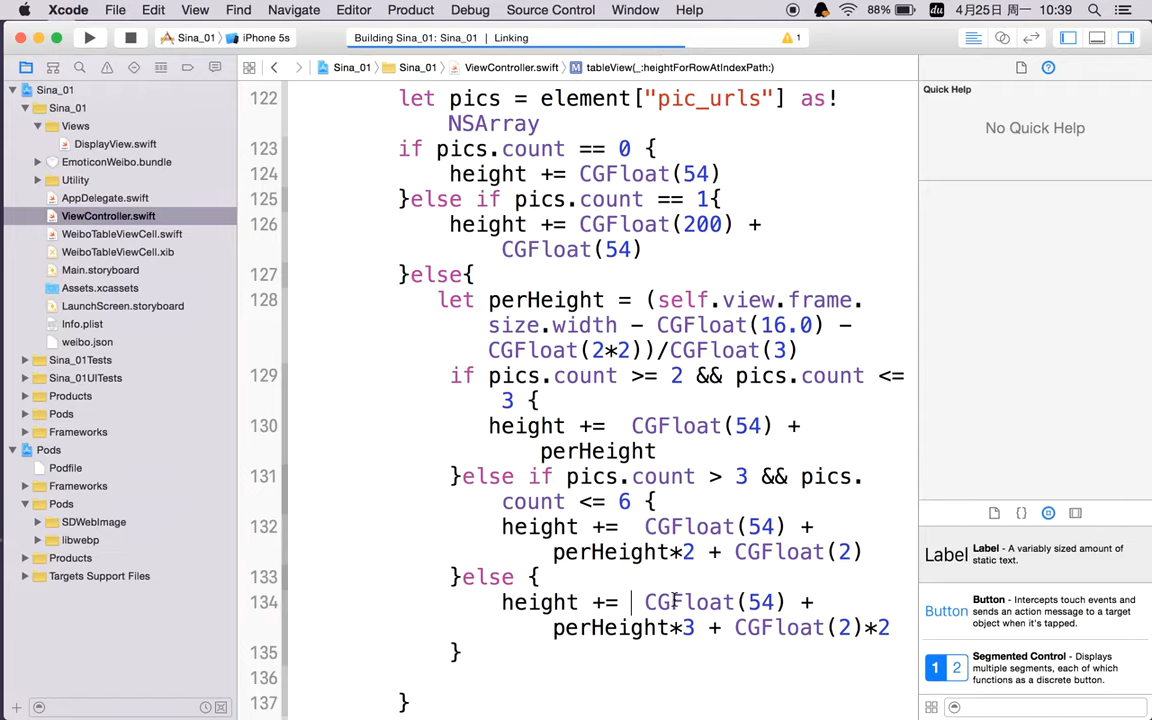 Xcode File Edit View Find Navigate Editor Product Debug Source Control Window Help 88% du 4月25日 周一 10:39
Sina_01 iPhone 5s Building Sina_01: Sina_01 | Linking 1
Sina_01 Sina_01 ViewController.swift M tableView(_:heightForRowAtIndexPath:)
Sina_01
Sina_01
Views
DisplayView.swift
EmoticonWeibo.bundle
Utility
AppDelegate.swift
ViewController.swift
WeiboTableViewCell.swift
WeiboTableViewCell.xib
Main.storyboard
Assets.xcassets
LaunchScreen.storyboard
Info.plist
weibo.json
Sina_01Tests
Sina_01UITests
Products
Pods
Frameworks
Pods
Podfile
Frameworks
Pods
SDWebImage
libwebp
Products
Targets Support Files
122 let pics = element["pic_urls"] as!
NSArray
123 if pics.count == 0 {
124 height += CGFloat(54)
125 }else if pics.count == 1{
126 height += CGFloat(200) +
CGFloat(54)
127 }else{
128 let perHeight = (self.view.frame.
size.width - CGFloat(16.0) -
CGFloat(2*2))/CGFloat(3)
129 if pics.count >= 2 && pics.count <=
3 {
130 height +=  CGFloat(54) +
perHeight
131 }else if pics.count > 3 && pics.
count <= 6 {
132 height +=  CGFloat(54) +
perHeight*2 + CGFloat(2)
133 }else {
134 height +=  CGFloat(54) +
perHeight*3 + CGFloat(2)*2
135 }
136
137 }
Quick Help
No Quick Help
Label Label - A variably sized amount of
static text.
Button Button - Intercepts touch events and
sends an action message to a target
object when it's tapped.
1 2 Segmented Control - Displays
multiple segments, each of which
functions as a discrete button.